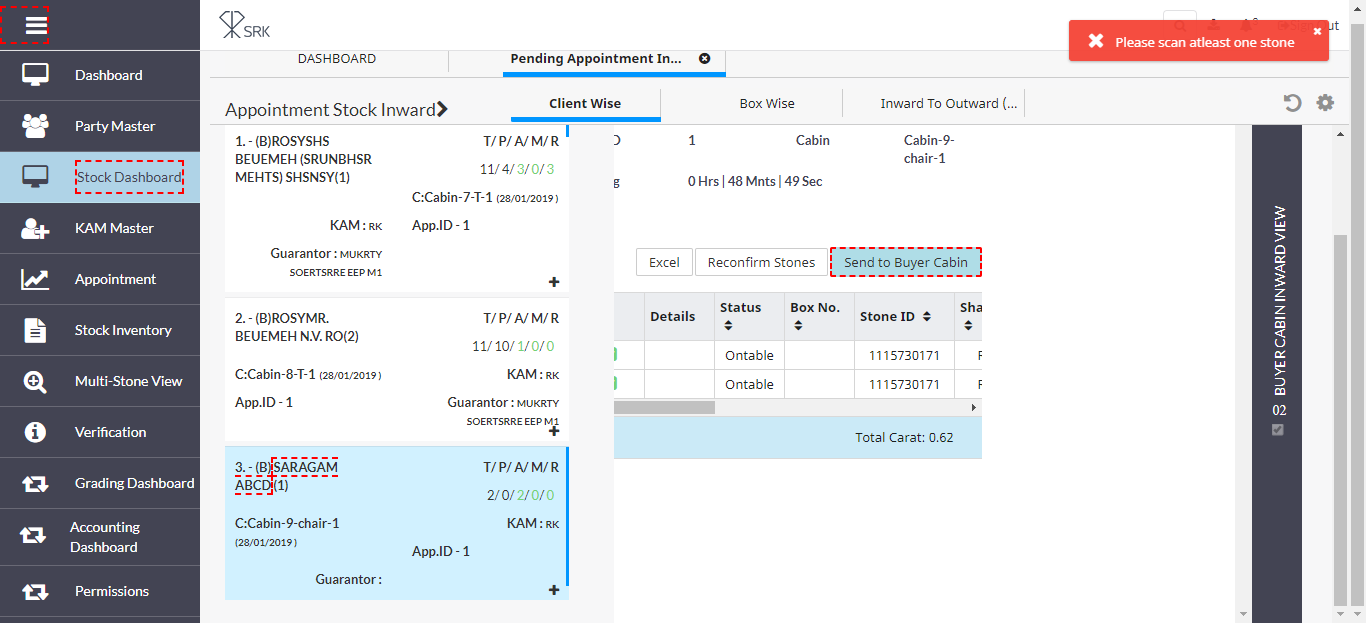 SRK
Sign Out
Please scan atleast one stone
Dashboard
Party Master
Stock Dashboard
KAM Master
Appointment
Stock Inventory
Multi-Stone View
Verification
Grading Dashboard
Accounting
Dashboard
Permissions
DASHBOARD
Pending Appointment In...
Appointment Stock Inward
Client Wise
Box Wise
Inward To Outward (...
1. - (B)ROSYSHS
BEUEMEH (SRUNBHSR
MEHTS) SHSNSY(1)
T/ P/ A/ M/ R
11/ 4/ 3/ 0/ 3
C:Cabin-7-T-1 (28/01/2019 )
KAM : RK
App.ID - 1
Guarantor : MUKRTY
SOERTSRRE EEP M1
2. - (B)ROSYMR.
BEUEMEH N.V. RO(2)
T/ P/ A/ M/ R
11/ 10/ 1/ 0/ 0
C:Cabin-8-T-1 (28/01/2019 )
KAM : RK
App.ID - 1
Guarantor : MUKRTY
SOERTSRRE EEP M1
3. - (B)SARAGAM
ABCD(1)
T/ P/ A/ M/ R
2/ 0/ 2/ 0/ 0
C:Cabin-9-chair-1
(28/01/2019 )
KAM : RK
App.ID - 1
Guarantor :
D
1
Cabin
Cabin-9-
chair-1
g
0 Hrs | 48 Mnts | 49 Sec
Excel
Reconfirm Stones
Send to Buyer Cabin
Details
Status
Box No.
Stone ID
Sha
Ontable
1115730171
Ontable
1115730171
Total Carat: 0.62
BUYER CABIN INWARD VIEW
02